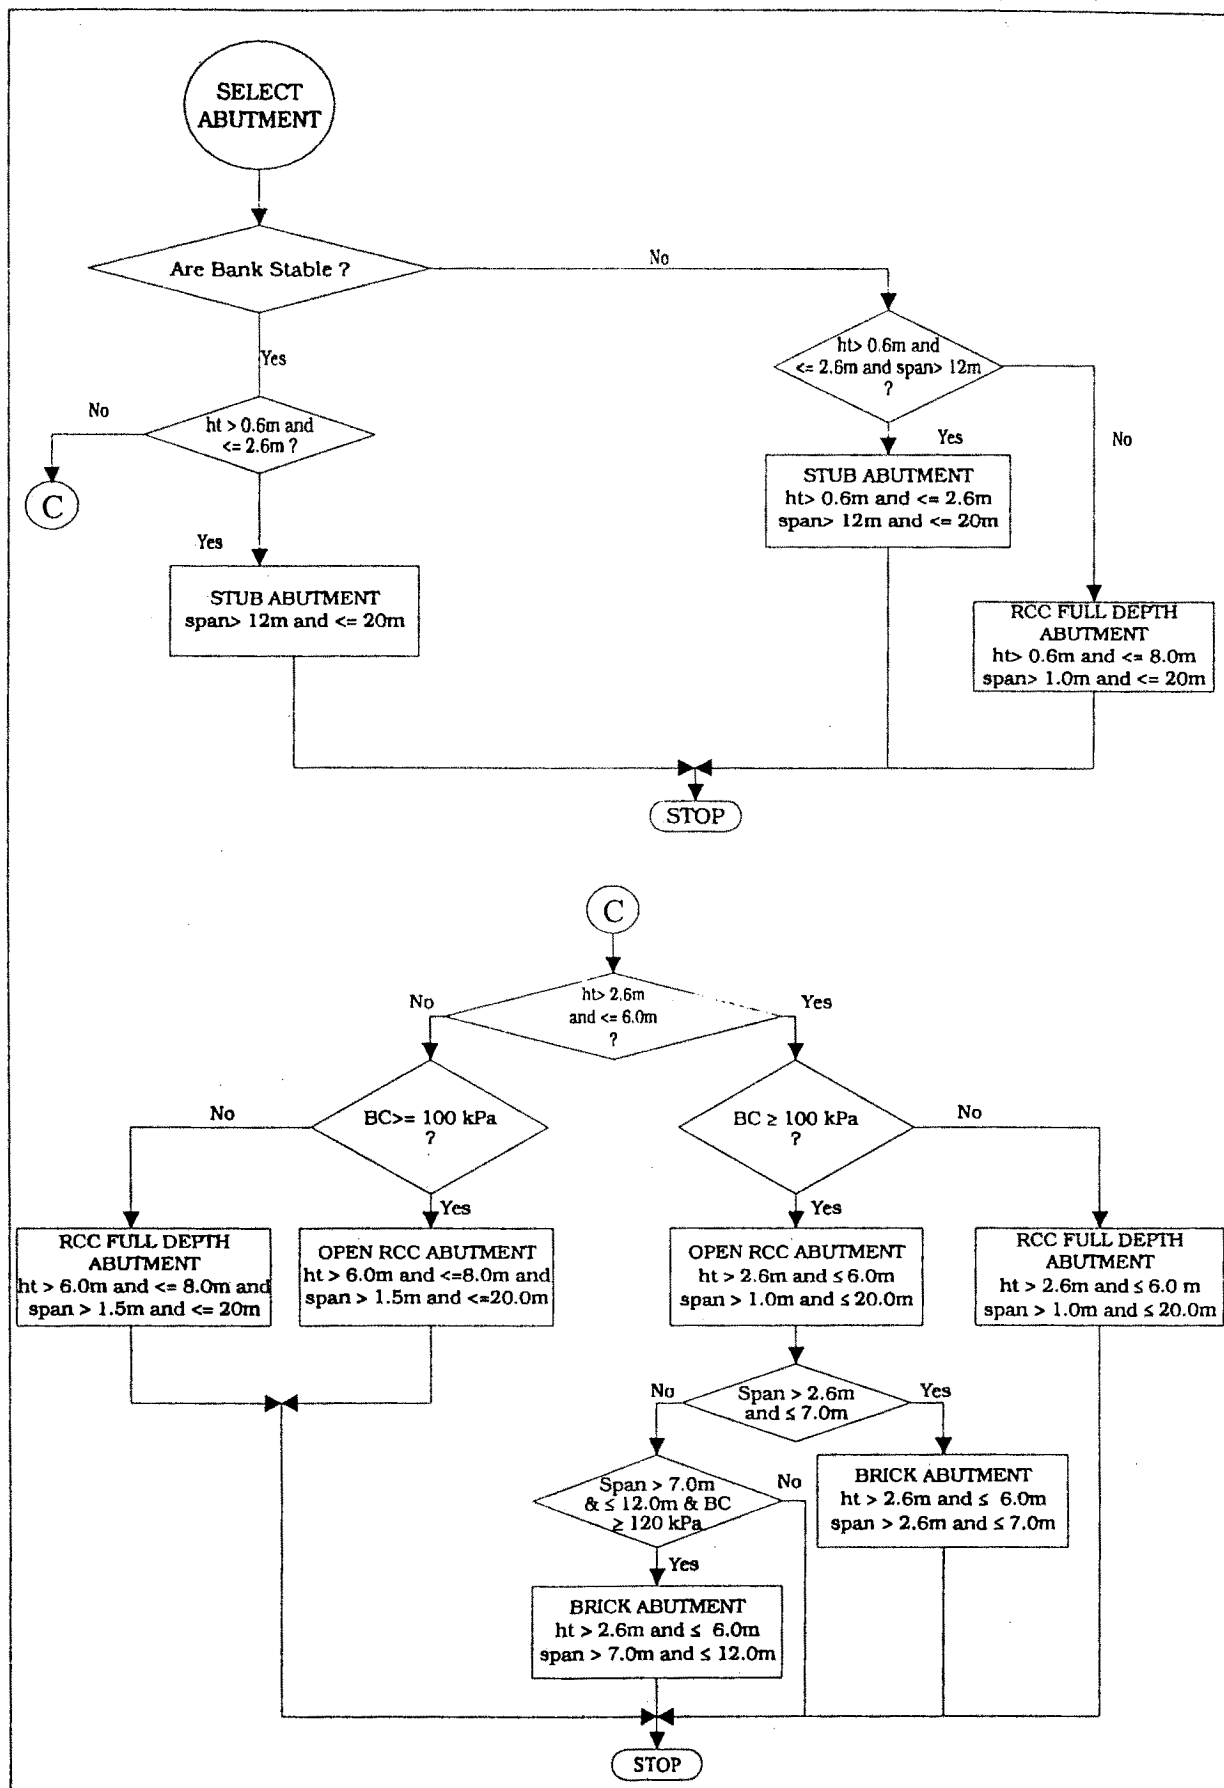 SELECT
ABUTMENT
Are Bank Stable ?
No
Yes
ht> 0.6m and
<= 2.6m and span> 12m
?
No
ht > 0.6m and
<= 2.6m ?
C
Yes
No
STUB ABUTMENT
ht> 0.6m and <= 2.6m
span> 12m and <= 20m
Yes
STUB ABUTMENT
span> 12m and <= 20m
RCC FULL DEPTH
ABUTMENT
ht> 0.6m and <= 8.0m
span> 1.0m and <= 20m
STOP
C
ht> 2.6m
and <= 6.0m
?
No
Yes
BC>= 100 kPa
?
No
Yes
BC ≥ 100 kPa
?
No
Yes
RCC FULL DEPTH
ABUTMENT
ht > 6.0m and <= 8.0m and
span > 1.5m and <= 20m
OPEN RCC ABUTMENT
ht > 6.0m and <=8.0m and
span > 1.5m and <=20.0m
OPEN RCC ABUTMENT
ht > 2.6m and ≤ 6.0m
span > 1.0m and ≤ 20.0m
RCC FULL DEPTH
ABUTMENT
ht > 2.6m and ≤ 6.0 m
span > 1.0m and ≤ 20.0m
Span > 2.6m
and ≤ 7.0m
No
Yes
Span > 7.0m
& ≤ 12.0m & BC
≥ 120 kPa
No
Yes
BRICK ABUTMENT
ht > 2.6m and ≤ 6.0m
span > 2.6m and ≤ 7.0m
BRICK ABUTMENT
ht > 2.6m and ≤ 6.0m
span > 7.0m and ≤ 12.0m
STOP